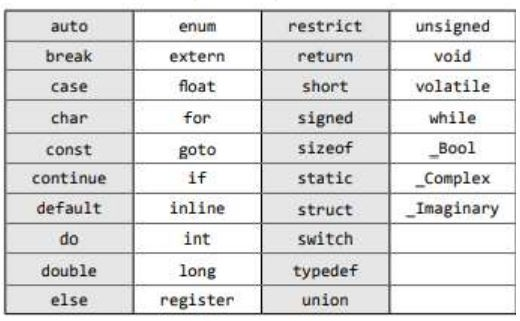 auto enum restrict unsigned
break extern return void
case float short volatile
char for signed while
const goto sizeof _Bool
continue if static _Complex
default inline struct _Imaginary
do int switch
double long typedef
else register union